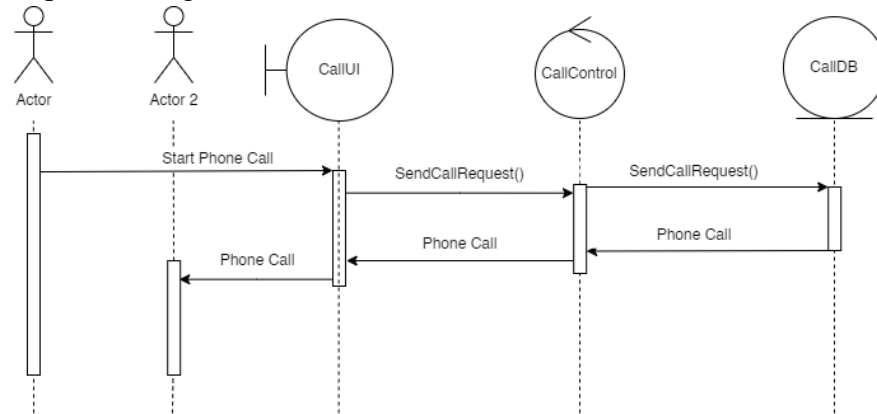 CallUI
CallControl
CallDB
Actor
Actor 2
Start Phone Call
SendCallRequest()
SendCallRequest()
Phone Call
Phone Call
Phone Call